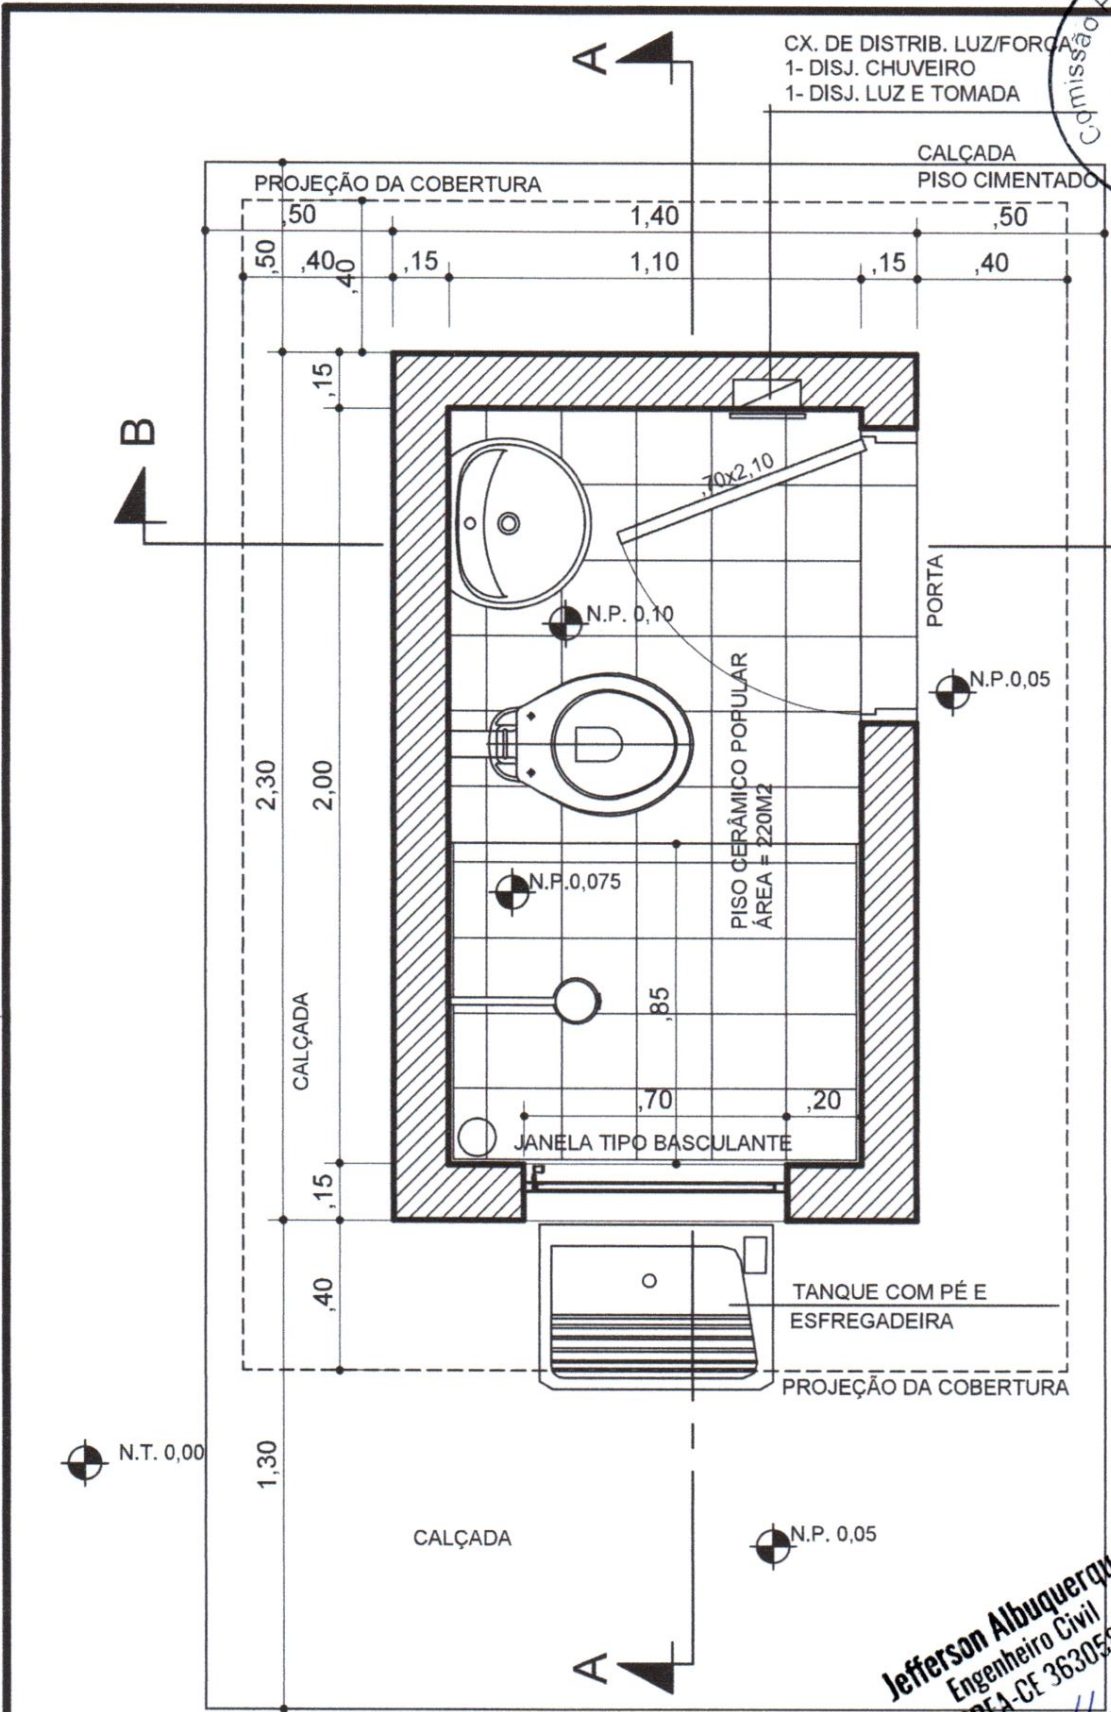 A
CX. DE DISTRIB. LUZ/FORÇA
1- DISJ. CHUVEIRO
1- DISJ. LUZ E TOMADA
Comissão
CALÇADA
PISO CIMENTADO
PROJEÇÃO DA COBERTURA
,50
1,40
,50
,50
,40
,40
,15
1,10
,15
,40
,15
B
,70x2,10
PORTA
N.P. 0,10
N.P.0,05
2,30
2,00
PISO CERÂMICO POPULAR
ÁREA = 220M2
N.P.0,075
CALÇADA
,85
,70
,20
JANELA TIPO BASCULANTE
,15
,40
TANQUE COM PÉ E
ESFREGADEIRA
PROJEÇÃO DA COBERTURA
N.T. 0,00
1,30
CALÇADA
N.P. 0,05
A
Jefferson Albuquerqu
Engenheiro Civil